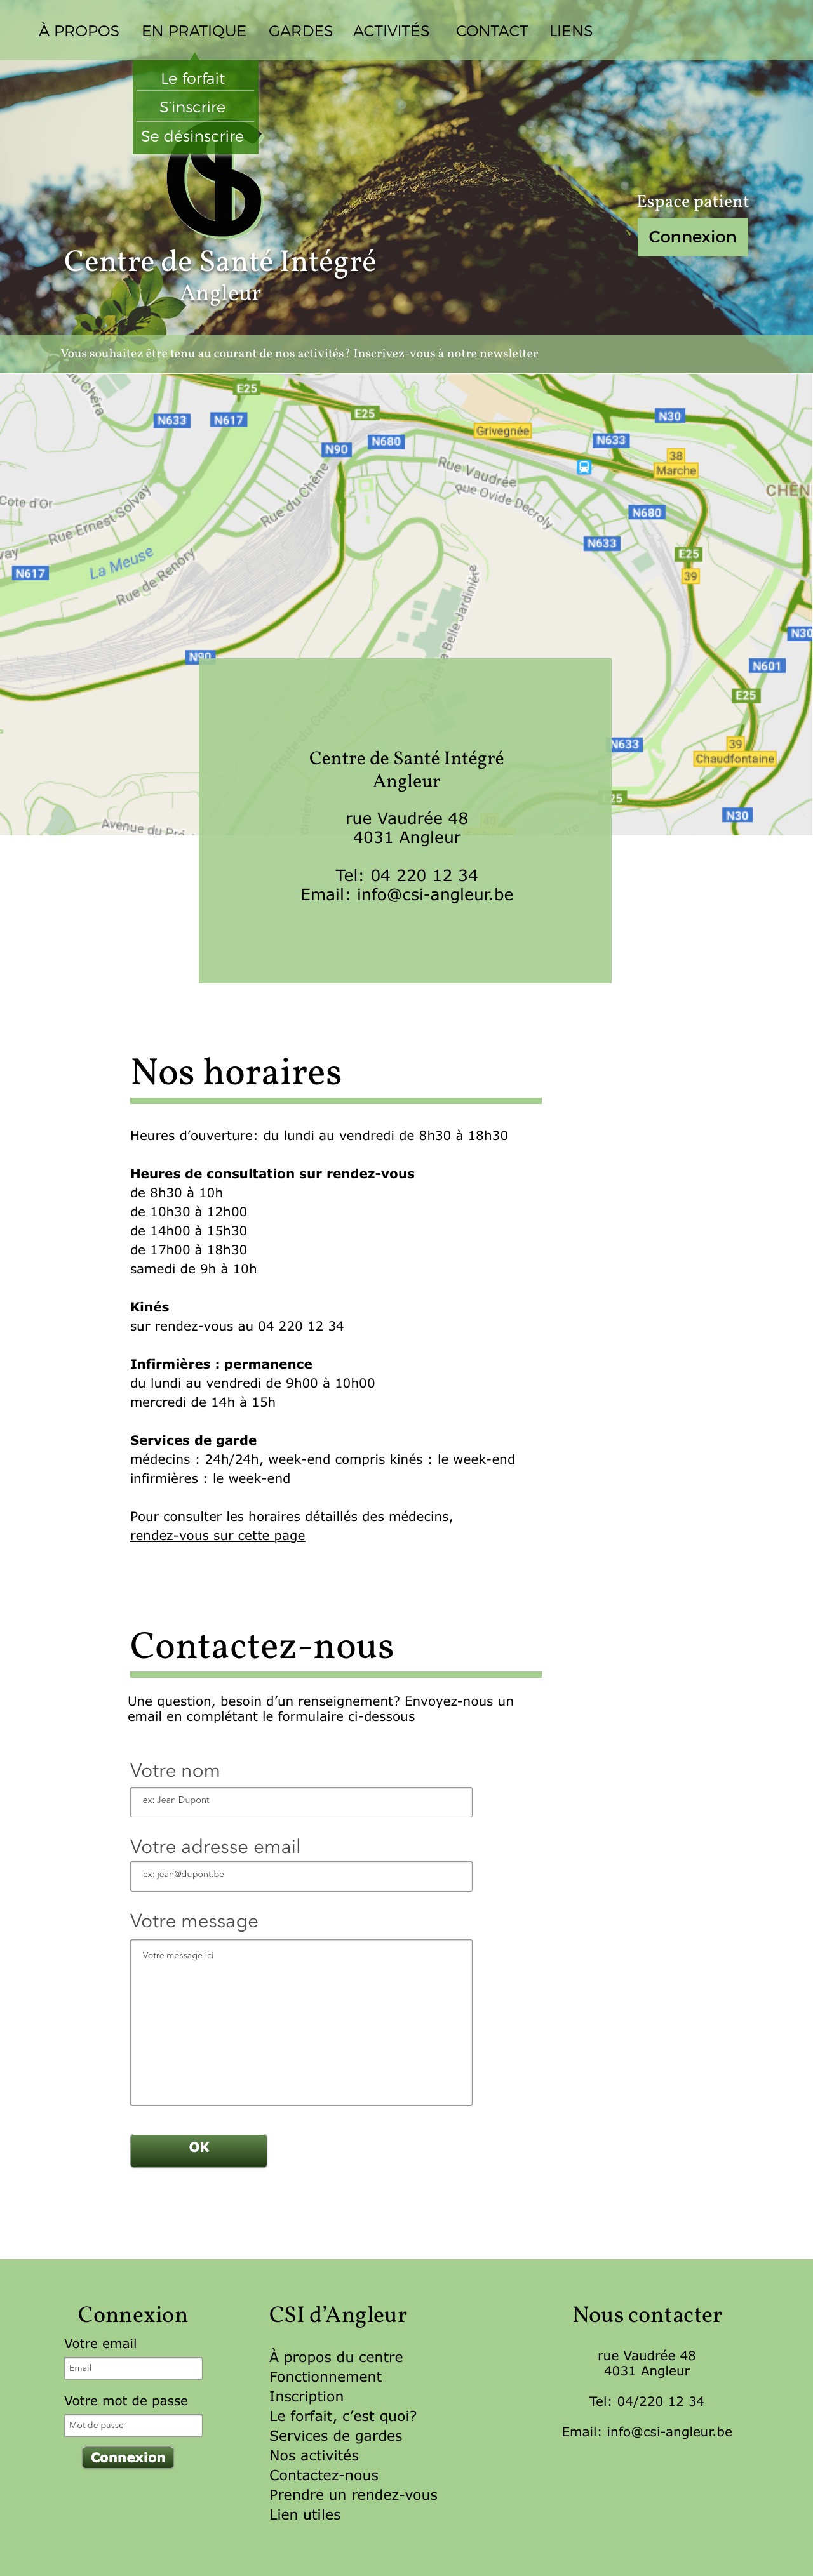 À PROPOS EN PRATIQUE GARDES ACTIVITÉS CONTACT LIENS
Le forfait
S'inscrire
Se désinscrire
Espace patient
Connexion
Centre de Santé Intégré
Angleur
Vous souhaitez être tenu au courant de nos activités? Inscrivez-vous à notre newsletter
E25
N633
N617
E25
N30
Grivegnée
N90
N680
N633
38
Marche
Rue Vaudrée
Rue Ovide Decroly
CHÊN
Cote d'Or
Rue Ernest Solvay
Rue du Chêne
N680
N633
La Meuse
Rue de Renory
E25
39
N617
N30
N90
N601
E25
N633
39
Chaudfontaine
N30
Avenue du Pré
Centre de Santé Intégré
Angleur
rue Vaudrée 48
4031 Angleur
Tel: 04 220 12 34
Email: info@csi-angleur.be
Nos horaires
Heures d'ouverture: du lundi au vendredi de 8h30 à 18h30
Heures de consultation sur rendez-vous
de 8h30 à 10h
de 10h30 à 12h00
de 14h00 à 15h30
de 17h00 à 18h30
samedi de 9h à 10h
Kinés
sur rendez-vous au 04 220 12 34
Infirmières : permanence
du lundi au vendredi de 9h00 à 10h00
mercredi de 14h à 15h
Services de garde
médecins : 24h/24h, week-end compris kinés : le week-end
infirmières : le week-end
Pour consulter les horaires détaillés des médecins,
rendez-vous sur cette page
Contactez-nous
Une question, besoin d'un renseignement? Envoyez-nous un
email en complétant le formulaire ci-dessous
Votre nom
ex: Jean Dupont
Votre adresse email
ex: jean@dupont.be
Votre message
Votre message ici
OK
Connexion
Votre email
Email
Votre mot de passe
Mot de passe
Connexion
CSI d'Angleur
À propos du centre
Fonctionnement
Inscription
Le forfait, c'est quoi?
Services de gardes
Nos activités
Contactez-nous
Prendre un rendez-vous
Lien utiles
Nous contacter
rue Vaudrée 48
4031 Angleur
Tel: 04/220 12 34
Email: info@csi-angleur.be